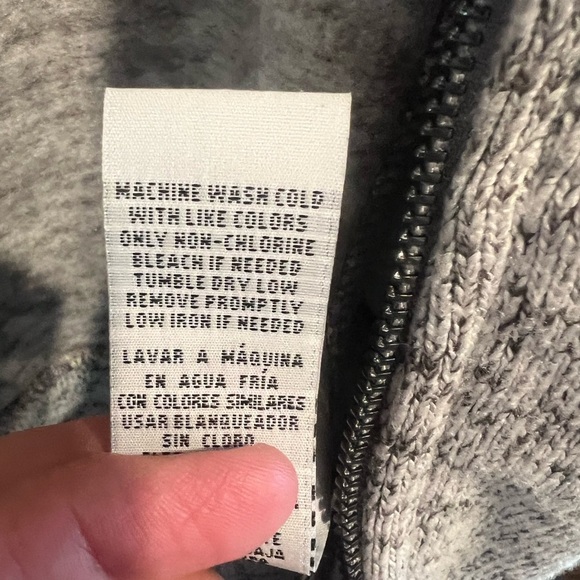 MACHINE WASH COLD
WITH LIKE COLORS
ONLY NON-CHLORINE
BLEACH IF NEEDED
TUMBLE DRY LOW
REMOVE PROMPTLY
LOW IRON IF NEEDED
LAVAR A MÁQUINA
EN AGUA FRÍA
CON COLORES SIMILARES
USAR BLANQUEADOR
SIN CLORO